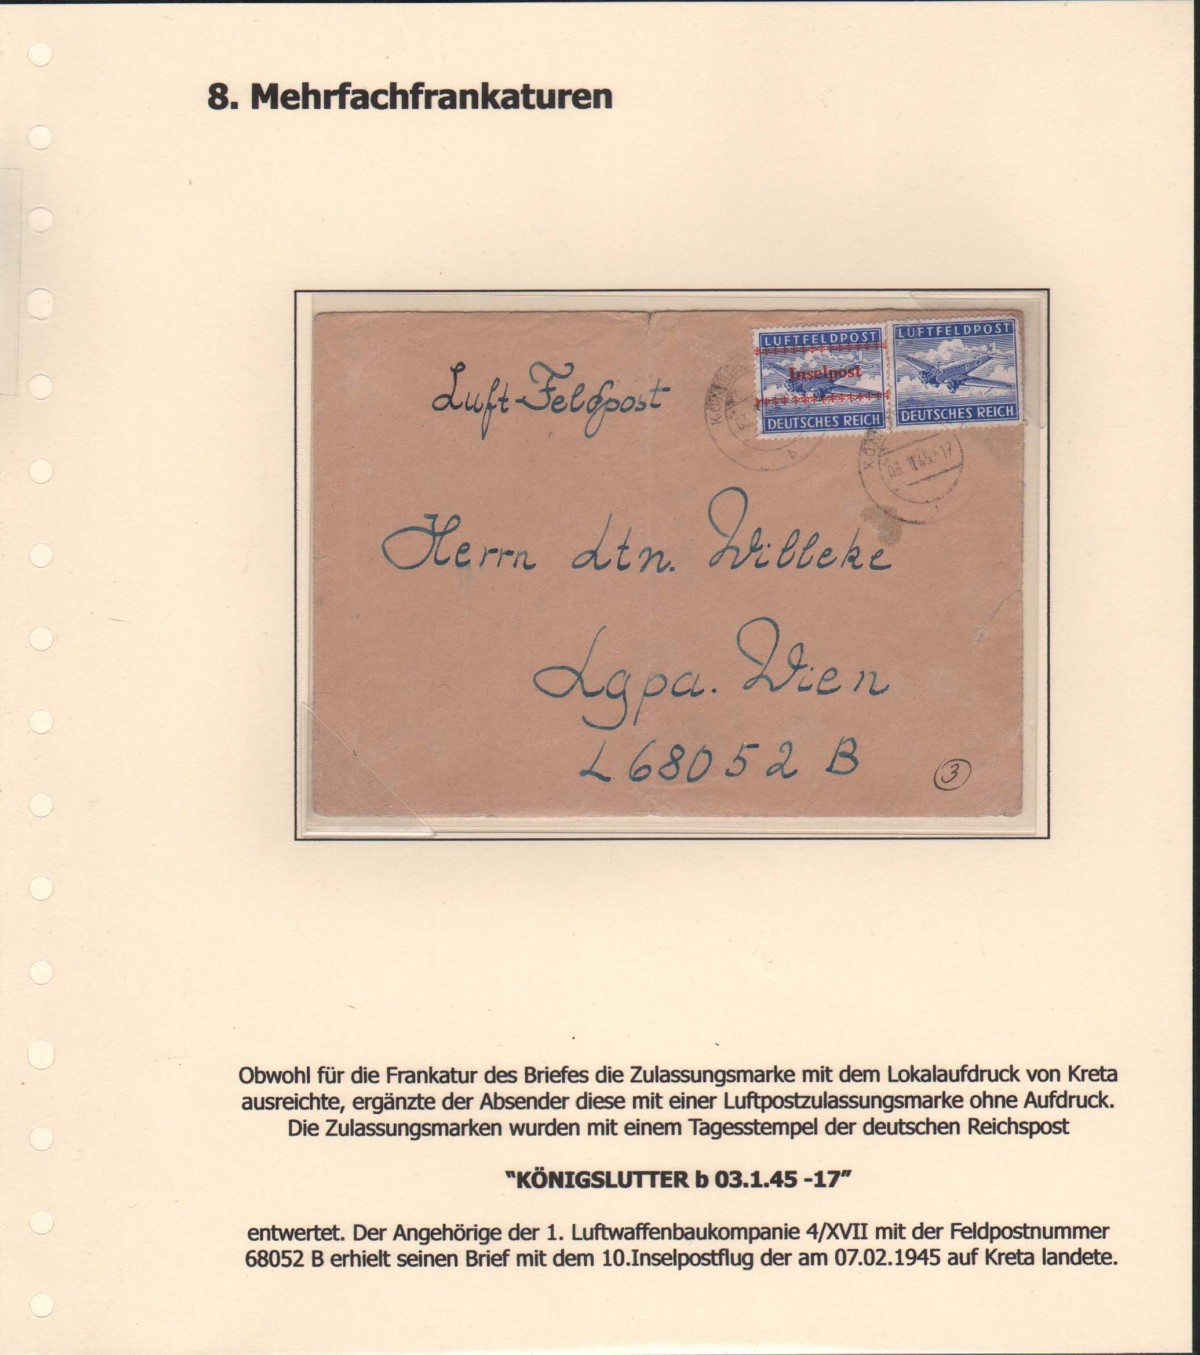 8. Mehrfachfrankaturen
LUFTFELDPOST
Inselpost
DEUTSCHES REICH
LUFTFELDPOST
DEUTSCHES REICH
b
Luft-Feldpost
Herrn Ltn. Willeke
Lgpa. Wien
L 68052 B
3
Obwohl für die Frankatur des Briefes die Zulassungsmarke mit dem Lokalaufdruck von Kreta
ausreichte, ergänzte der Absender diese mit einer Luftpostzulassungsmarke ohne Aufdruck.
Die Zulassungsmarken wurden mit einem Tagesstempel der deutschen Reichspost
"KÖNIGSLUTTER b 03.1.45 -17"
entwertet. Der Angehörige der 1. Luftwaffenbaukompanie 4/XVII mit der Feldpostnummer
68052 B erhielt seinen Brief mit dem 10.Inselpostflug der am 07.02.1945 auf Kreta landete.